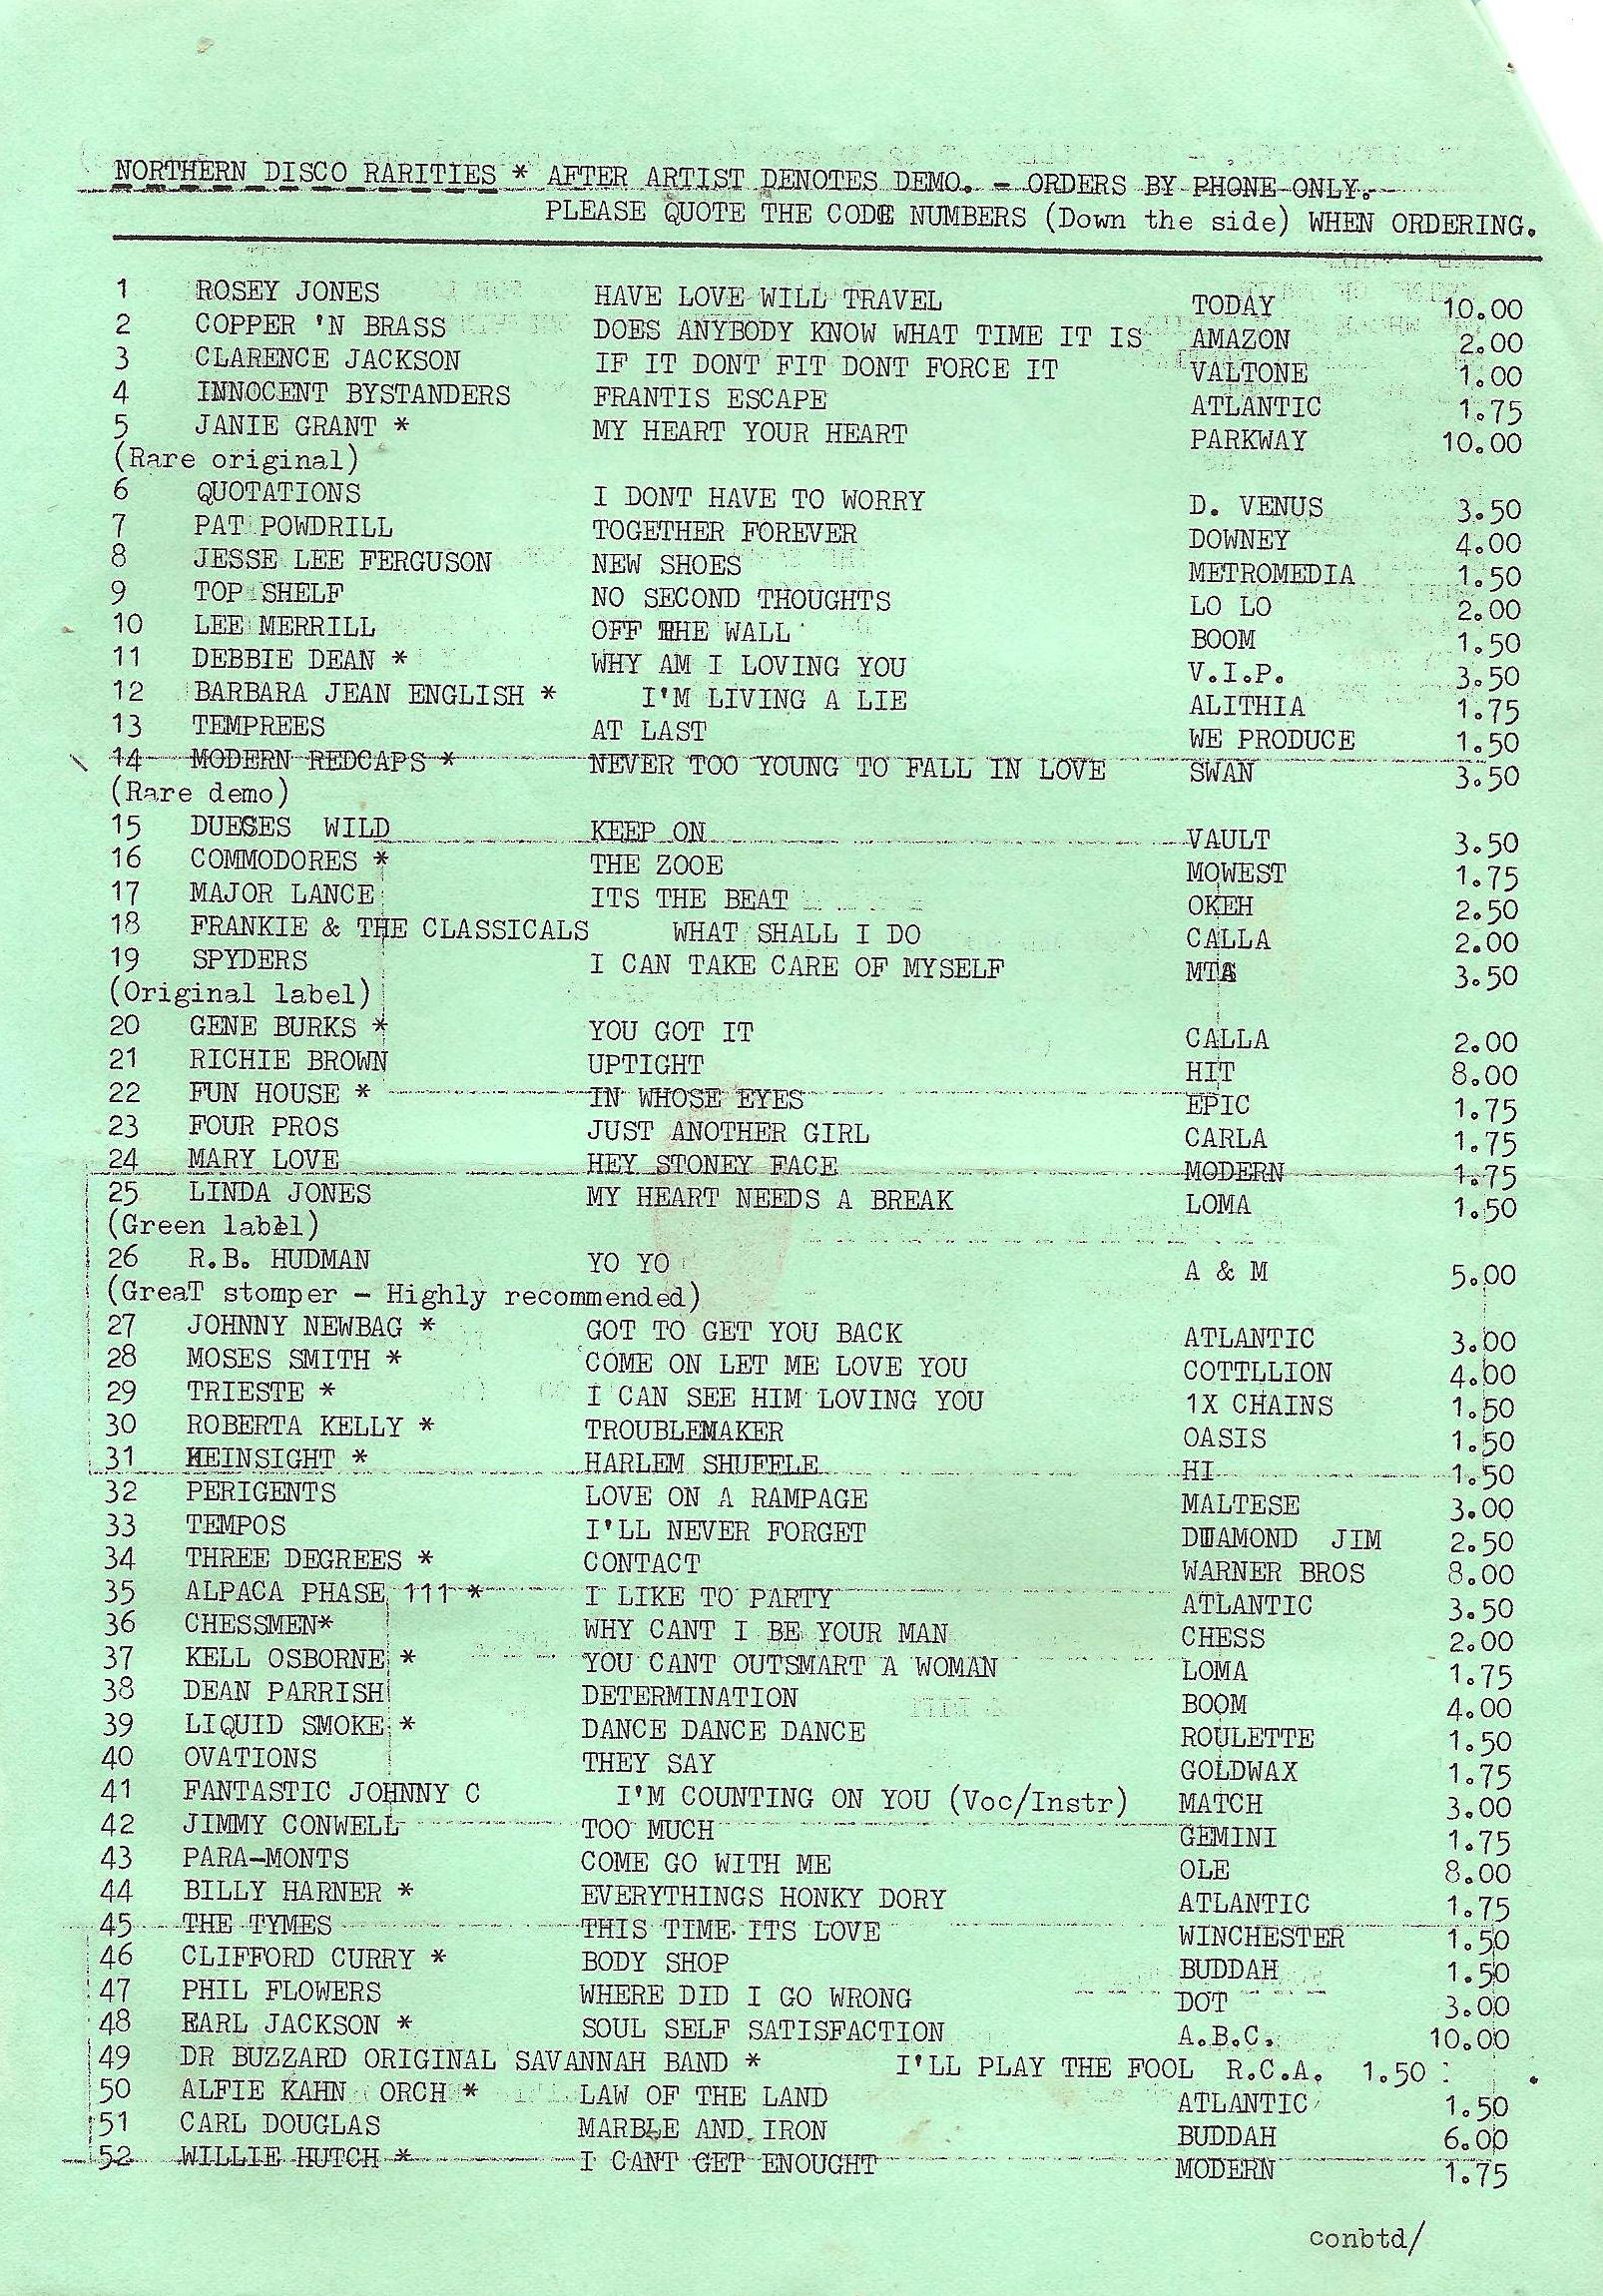 NORTHERN DISCO RARITIES * AFTER ARTIST DENOTES DEMO. - ORDERS BY PHONE ONLY.
PLEASE QUOTE THE CODE NUMBERS (Down the side) WHEN ORDERING.
1 ROSEY JONES HAVE LOVE WILL TRAVEL TODAY 10.00
2 COPPER 'N BRASS DOES ANYBODY KNOW WHAT TIME IT IS AMAZON 2.00
3 CLARENCE JACKSON IF IT DONT FIT DONT FORCE IT VALTONE 1.00
4 INNOCENT BYSTANDERS FRANTIS ESCAPE ATLANTIC 1.75
5 JANIE GRANT * MY HEART YOUR HEART PARKWAY 10.00
(Rare original)
6 QUOTATIONS I DONT HAVE TO WORRY D. VENUS 3.50
7 PAT POWDRILL TOGETHER FOREVER DOWNEY 4.00
8 JESSE LEE FERGUSON NEW SHOES METROMEDIA 1.50
9 TOP SHELF NO SECOND THOUGHTS LO LO 2.00
10 LEE MERRILL OFF THE WALL BOOM 1.50
11 DEBBIE DEAN * WHY AM I LOVING YOU V.I.P. 3.50
12 BARBARA JEAN ENGLISH * I'M LIVING A LIE ALITHIA 1.75
13 TEMPREES AT LAST WE PRODUCE 1.50
14 MODERN REDCAPS * NEVER TOO YOUNG TO FALL IN LOVE SWAN 3.50
(Rare demo)
15 DUESES WILD KEEP ON VAULT 3.50
16 COMMODORES * THE ZOOE MOWEST 1.75
17 MAJOR LANCE ITS THE BEAT OKEH 2.50
18 FRANKIE & THE CLASSICALS WHAT SHALL I DO CALLA 2.00
19 SPYDERS I CAN TAKE CARE OF MYSELF MTA 3.50
(Original label)
20 GENE BURKS * YOU GOT IT CALLA 2.00
21 RICHIE BROWN UPTIGHT HIT 8.00
22 FUN HOUSE * IN WHOSE EYES EPIC 1.75
23 FOUR PROS JUST ANOTHER GIRL CARLA 1.75
24 MARY LOVE HEY STONEY FACE MODERN 1.75
25 LINDA JONES MY HEART NEEDS A BREAK LOMA 1.50
(Green label)
26 R.B. HUDMAN YO YO A & M 5.00
(GreaT stomper - Highly recommended)
27 JOHNNY NEWBAG * GOT TO GET YOU BACK ATLANTIC 3.00
28 MOSES SMITH * COME ON LET ME LOVE YOU COTTLLION 4.00
29 TRIESTE * I CAN SEE HIM LOVING YOU 1X CHAINS 1.50
30 ROBERTA KELLY * TROUBLEMAKER OASIS 1.50
31 HEINSIGHT * HARLEM SHUFFLE HI 1.50
32 PERIGENTS LOVE ON A RAMPAGE MALTESE 3.00
33 TEMPOS I'LL NEVER FORGET DIAMOND JIM 2.50
34 THREE DEGREES * CONTACT WARNER BROS 8.00
35 ALPACA PHASE 111 * I LIKE TO PARTY ATLANTIC 3.50
36 CHESSMEN* WHY CANT I BE YOUR MAN CHESS 2.00
37 KELL OSBORNE * YOU CANT OUTSMART A WOMAN LOMA 1.75
38 DEAN PARRISH DETERMINATION BOOM 4.00
39 LIQUID SMOKE * DANCE DANCE DANCE ROULETTE 1.50
40 OVATIONS THEY SAY GOLDWAX 1.75
41 FANTASTIC JOHNNY C I'M COUNTING ON YOU (Voc/Instr) MATCH 3.00
42 JIMMY CONWELL TOO MUCH GEMINI 1.75
43 PARA-MONTS COME GO WITH ME OLE 8.00
44 BILLY HARNER * EVERYTHINGS HONKY DORY ATLANTIC 1.75
45 THE TYMES THIS TIME ITS LOVE WINCHESTER 1.50
46 CLIFFORD CURRY * BODY SHOP BUDDAH 1.50
47 PHIL FLOWERS WHERE DID I GO WRONG DOT 3.00
48 EARL JACKSON * SOUL SELF SATISFACTION A.B.C. 10.00
49 DR BUZZARD ORIGINAL SAVANNAH BAND * I'LL PLAY THE FOOL R.C.A. 1.50
50 ALFIE KAHN ORCH * LAW OF THE LAND ATLANTIC 1.50
51 CARL DOUGLAS MARBLE AND IRON BUDDAH 6.00
52 WILLIE HUTCH * I CANT GET ENOUGHT MODERN 1.75
conbtd/